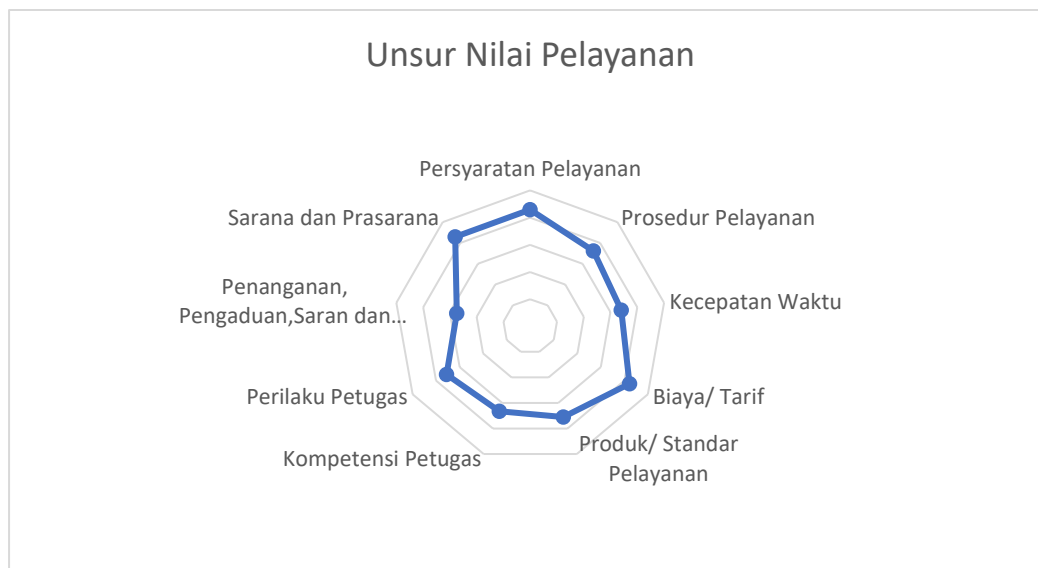 Unsur Nilai Pelayanan
Persyaratan Pelayanan
Prosedur Pelayanan
Kecepatan Waktu
Biaya/ Tarif
Produk/ Standar
Pelayanan
Kompetensi Petugas
Perilaku Petugas
Penanganan,
Pengaduan,Saran dan...
Sarana dan Prasarana